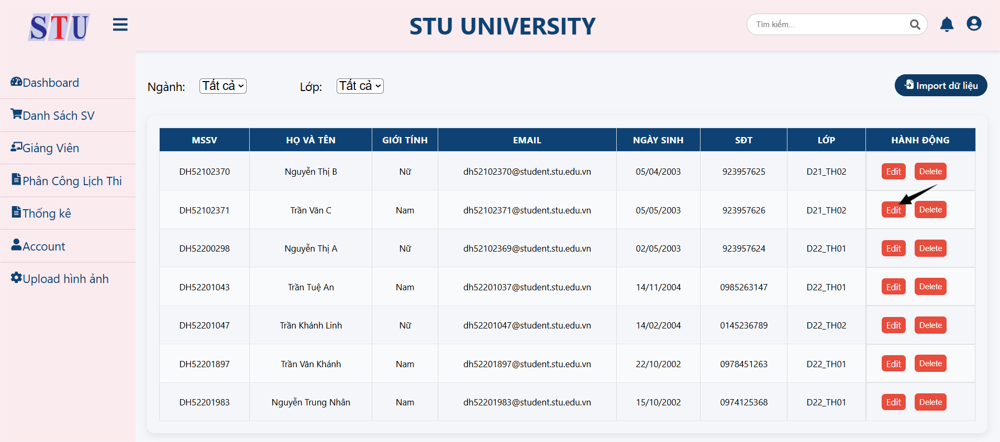 STU
STU UNIVERSITY
Tìm kiếm...
Dashboard
Danh Sách SV
Giảng Viên
Phân Công Lịch Thi
Thống kê
Account
Upload hình ảnh
Ngành: Tất cả Lớp: Tất cả Import dữ liệu
MSSV HỌ VÀ TÊN GIỚI TÍNH EMAIL NGÀY SINH SĐT LỚP HÀNH ĐỘNG
DH52102370 Nguyễn Thị B Nữ dh52102370@student.stu.edu.vn 05/04/2003 923957625 D21_TH02 Edit Delete
DH52102371 Trần Văn C Nam dh52102371@student.stu.edu.vn 05/05/2003 923957626 D21_TH02 Edit Delete
DH52200298 Nguyễn Thị A Nữ dh52102369@student.stu.edu.vn 02/05/2003 923957624 D22_TH01 Edit Delete
DH52201043 Trần Tuệ An Nam dh52201037@student.stu.edu.vn 14/11/2004 0985263147 D22_TH01 Edit Delete
DH52201047 Trần Khánh Linh Nữ dh52201047@student.stu.edu.vn 14/02/2004 0145236789 D22_TH02 Edit Delete
DH52201897 Trần Văn Khánh Nam dh52201897@student.stu.edu.vn 22/10/2002 0978451263 D22_TH01 Edit Delete
DH52201983 Nguyễn Trung Nhân Nam dh52201983@student.stu.edu.vn 15/10/2002 0974125368 D22_TH01 Edit Delete